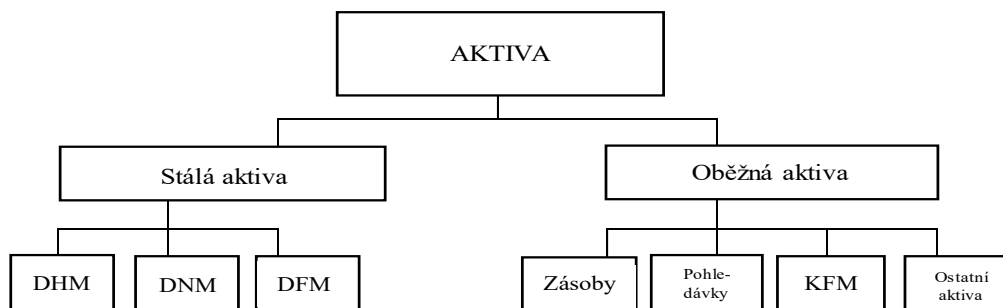 AKTIVA
Stálá aktiva
Oběžná aktiva
DHM
DNM
DFM
Zásoby
Pohle-
dávky
KFM
Ostatní
aktiva